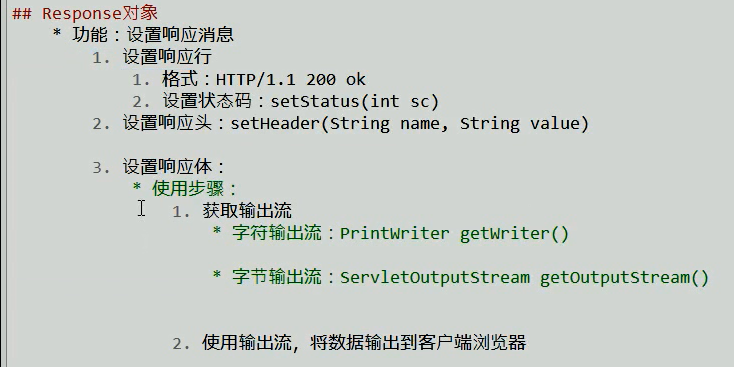 ## Response对象
* 功能：设置响应消息
1. 设置响应行
1. 格式：HTTP/1.1 200 ok
2. 设置状态码：setStatus(int sc)
2. 设置响应头：setHeader(String name, String value)
3. 设置响应体：
* 使用步骤：
1. 获取输出流
* 字符输出流：PrintWriter getWriter()
* 字节输出流：ServletOutputStream getOutputStream()
2. 使用输出流，将数据输出到客户端浏览器